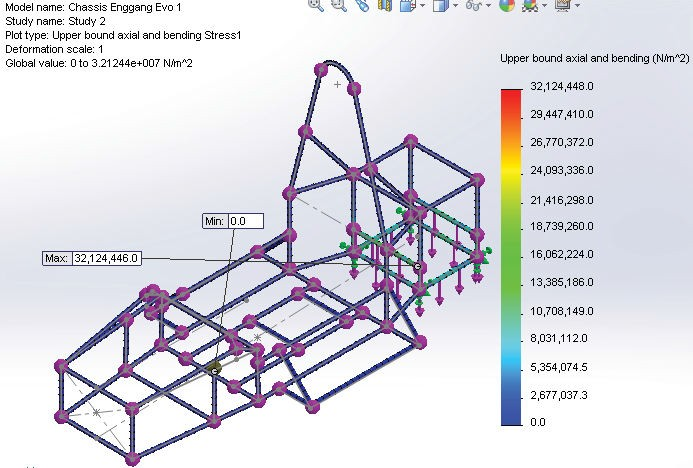 Model name: Chassis Enggang Evo 1
Study name: Study 2
Plot type: Upper bound axial and bending Stress1
Deformation scale: 1
Global value: 0 to 3.21244e+007 N/m^2
Upper bound axial and bending (N/m^2)
32,124,448.0
29,447,410.0
26,770,372.0
24,093,336.0
21,416,298.0
18,739,260.0
16,062,224.0
13,385,186.0
10,708,149.0
8,031,112.0
5,354,074.5
2,677,037.3
0.0
Min: 0.0
Max: 32,124,446.0